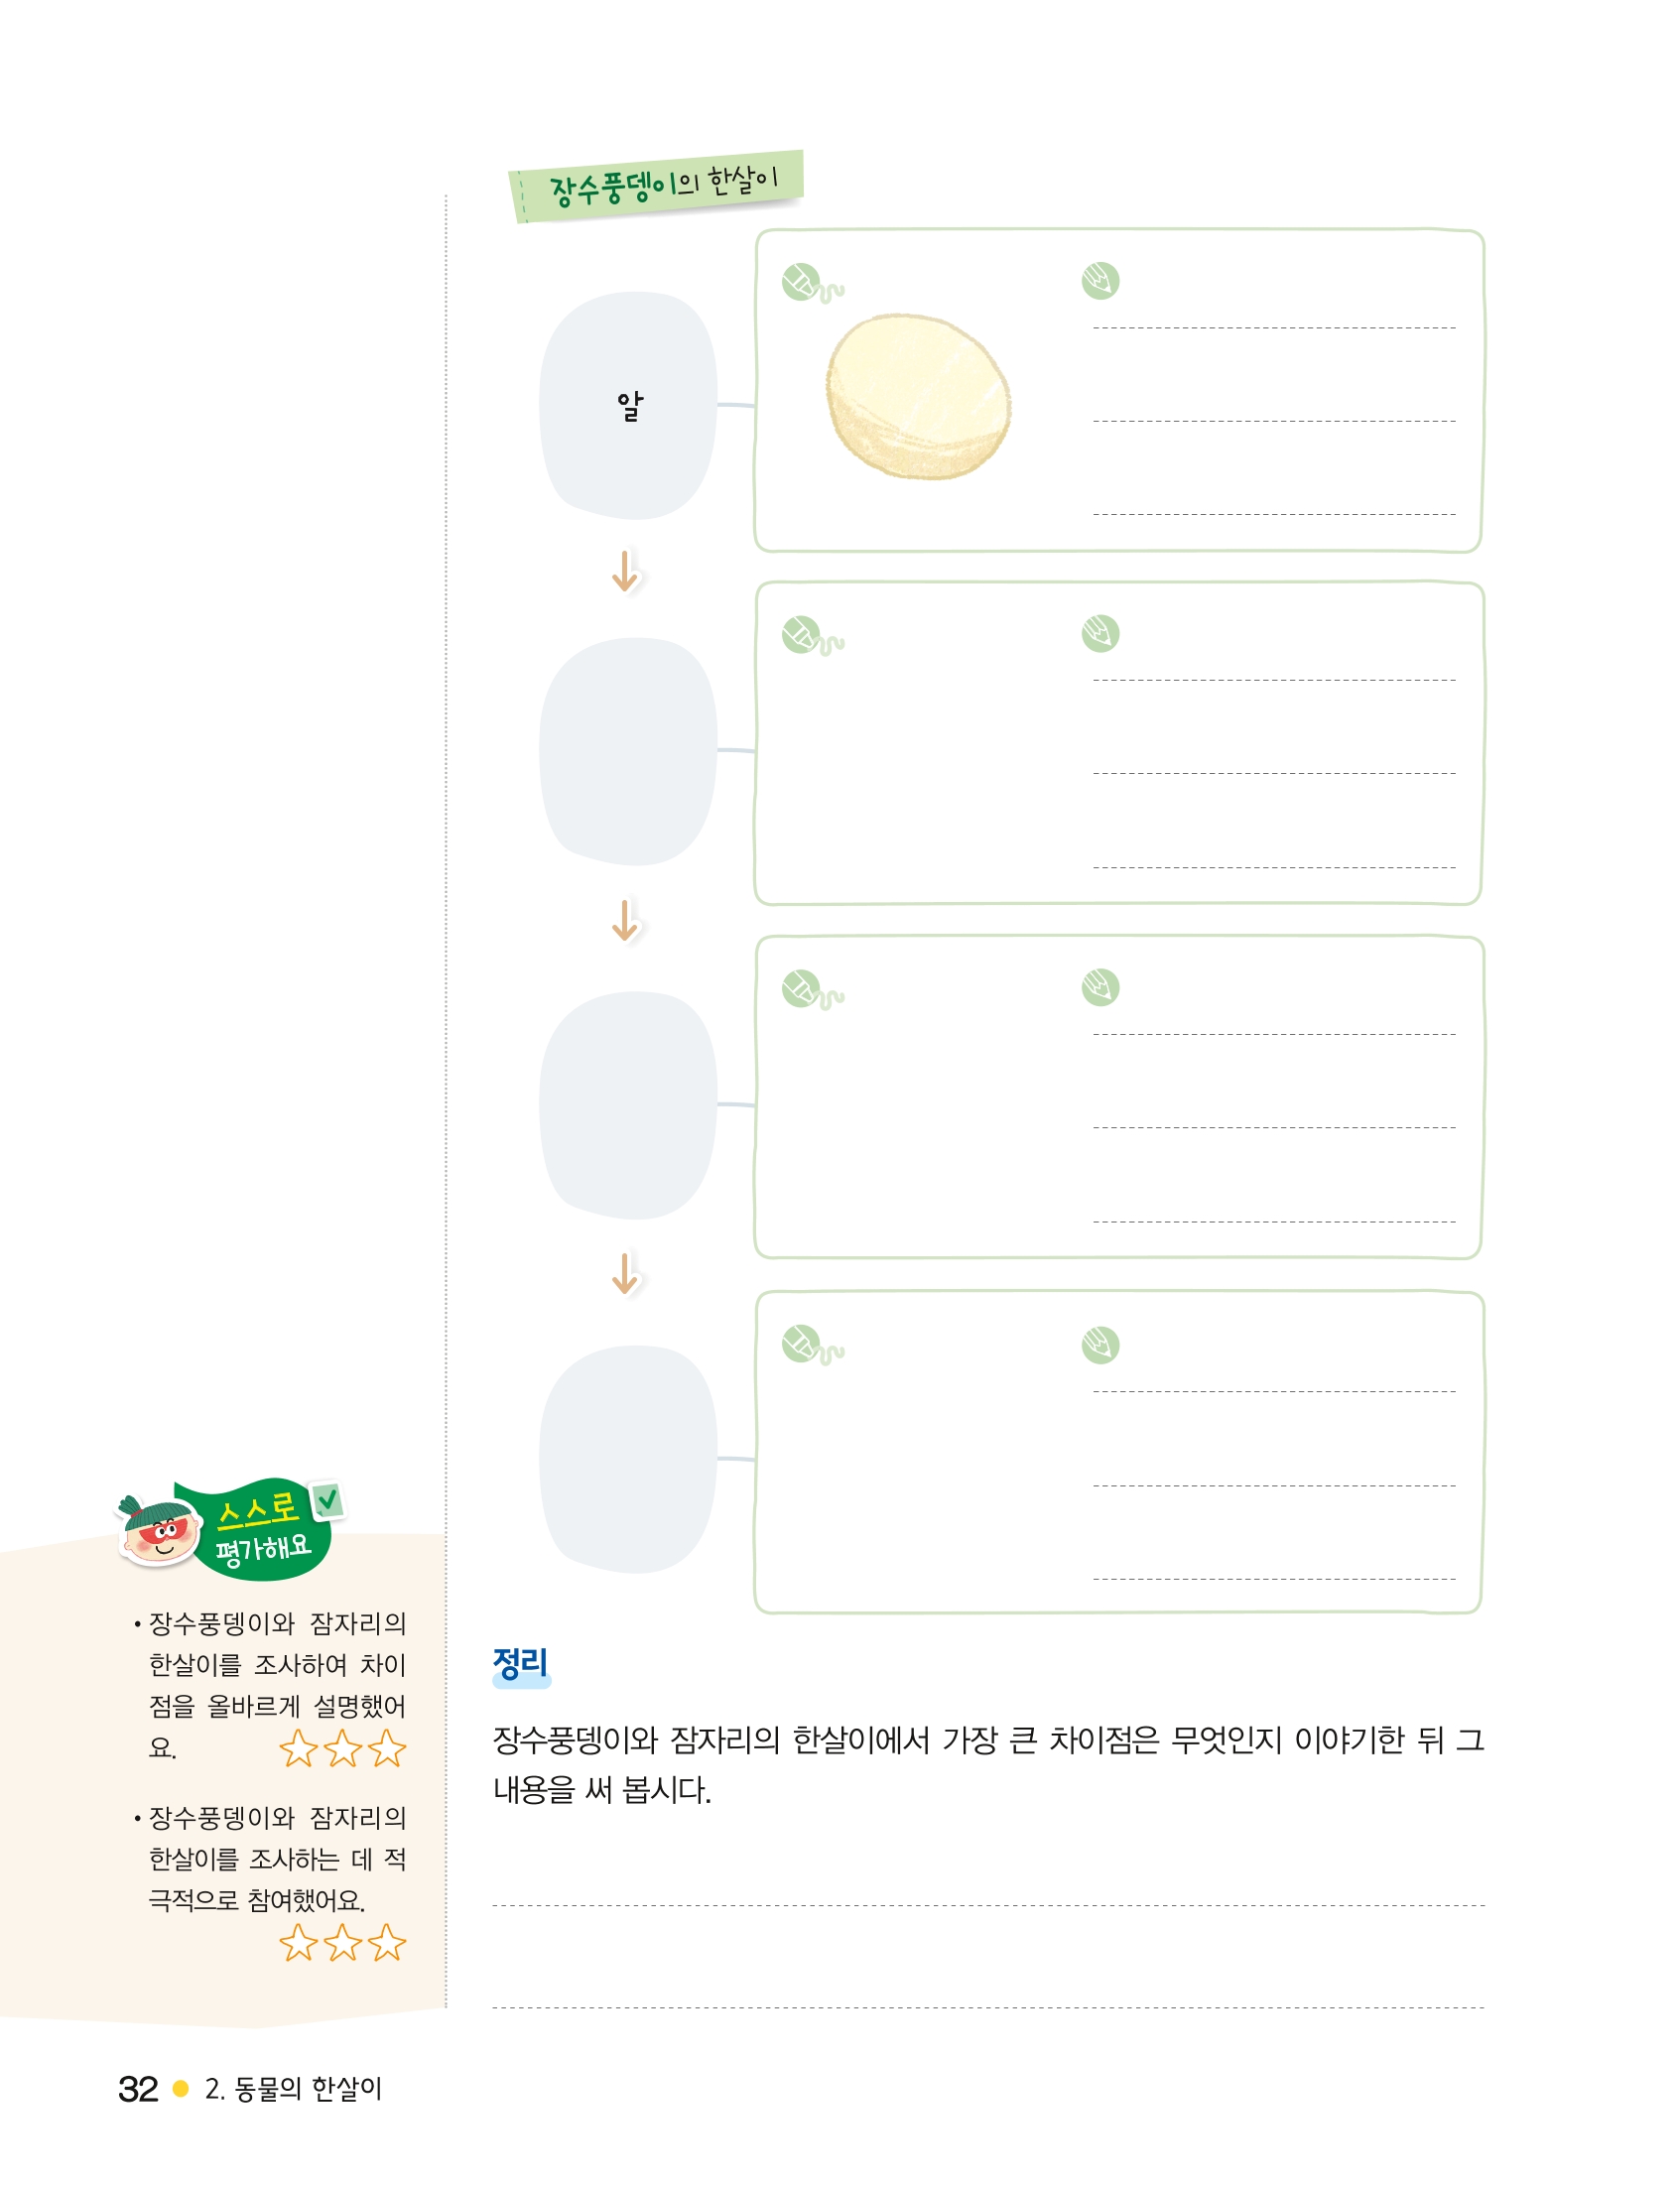 장수풍뎅이의 한살이
알
스스로
평가해요
• 장수풍뎅이와 잠자리의
한살이를 조사하여 차이
점을 올바르게 설명했어
요.
• 장수풍뎅이와 잠자리의
한살이를 조사하는 데 적
극적으로 참여했어요.
정리
장수풍뎅이와 잠자리의 한살이에서 가장 큰 차이점은 무엇인지 이야기한 뒤 그
내용을 써 봅시다.
32 2. 동물의 한살이